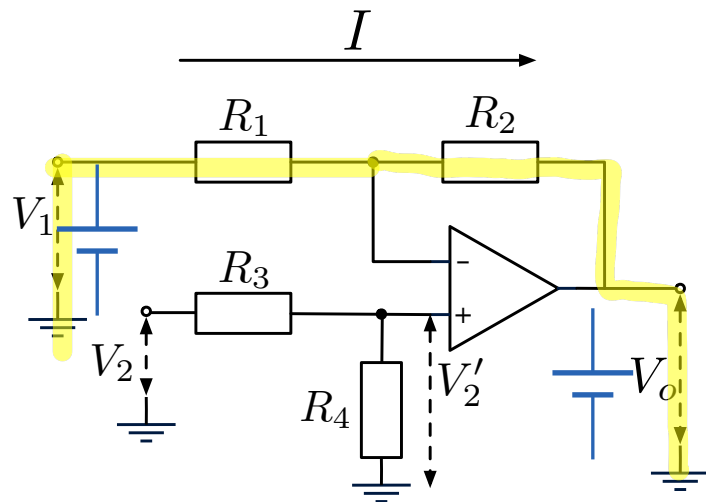 I
R₁
R₂
V₁
-
R₃
+
V₂
R₄
V₂′
Vₒ